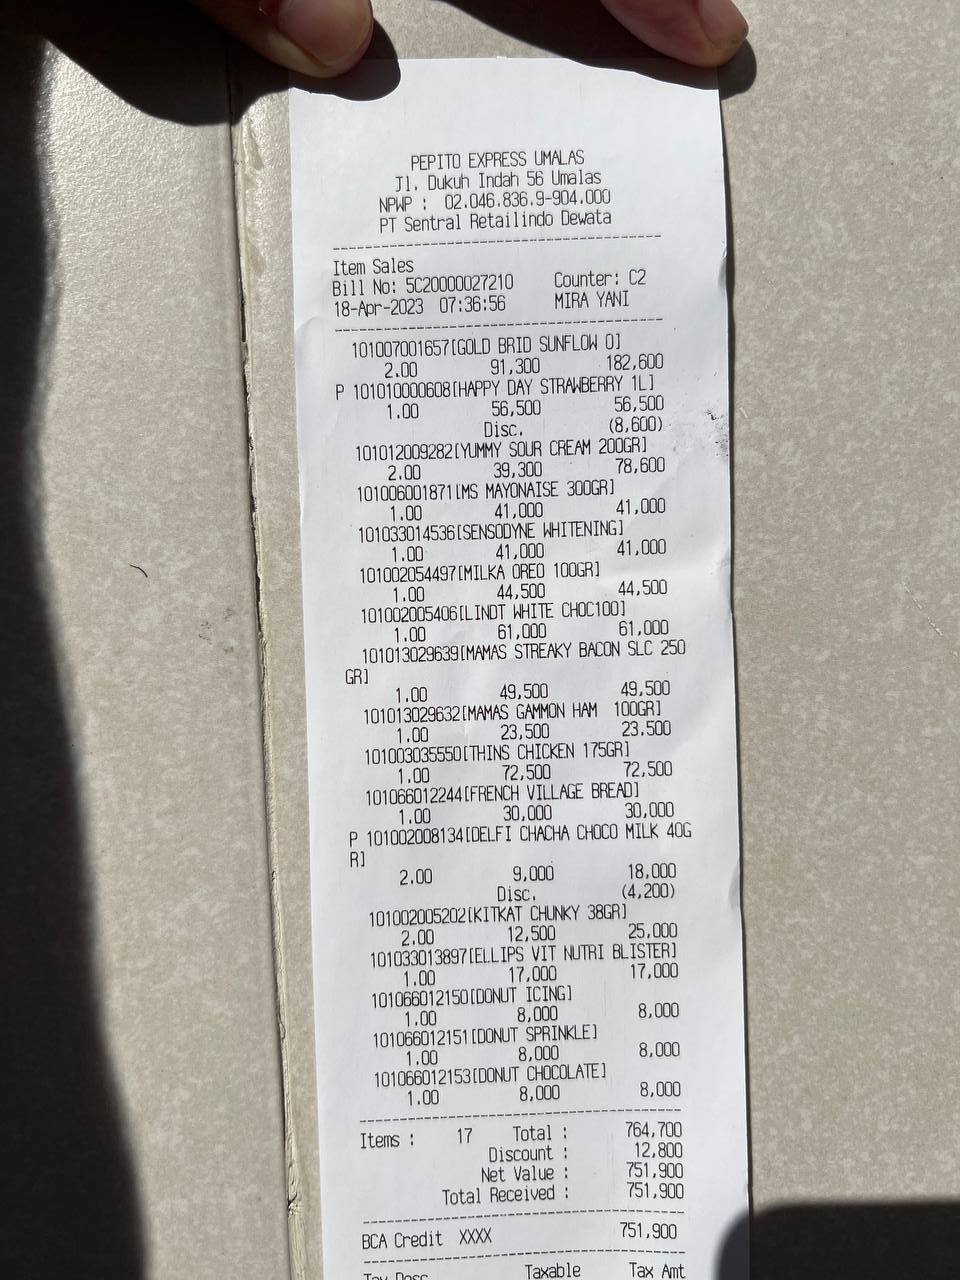 PEPITO EXPRESS UMALAS
Jl. Dukuh Indah 56 Umalas
NPWP : 02.046.836.9-904.000
PT Sentral Retailindo Dewata
Item Sales
Bill No: 5C20000027210 Counter: C2
18-Apr-2023 07:36:56 MIRA YANI
101007001657[GOLD BRID SUNFLOW O]
2.00 91,300 182,600
P 101010000608[HAPPY DAY STRAWBERRY 1L]
1.00 56,500 56,500
Disc. (8,600)
101012009282[YUMMY SOUR CREAM 200GR]
2.00 39,300 78,600
101006001871[MS MAYONAISE 300GR]
1.00 41,000 41,000
101033014536[SENSODYNE WHITENING]
1.00 41,000 41,000
101002054497[MILKA OREO 100GR]
1.00 44,500 44,500
101002005406[LINDT WHITE CHOC100]
1.00 61,000 61,000
101013029639[MAMAS STREAKY BACON SLC 250
GR]
1.00 49,500 49,500
101013029632[MAMAS GAMMON HAM 100GR]
1.00 23,500 23,500
101003035550[THINS CHICKEN 175GR]
1.00 72,500 72,500
101066012244[FRENCH VILLAGE BREAD]
1.00 30,000 30,000
P 101002008134[DELFI CHACHA CHOCO MILK 40G
R]
2.00 9,000 18,000
Disc. (4,200)
101002005202[KITKAT CHUNKY 38GR]
2.00 12,500 25,000
101033013897[ELLIPS VIT NUTRI BLISTER]
1.00 17,000 17,000
101066012150[DONUT ICING]
1.00 8,000 8,000
101066012151[DONUT SPRINKLE]
1.00 8,000 8,000
101066012153[DONUT CHOCOLATE]
1.00 8,000 8,000
Items : 17 Total : 764,700
Discount : 12,800
Net Value : 751,900
Total Received : 751,900
BCA Credit XXXX 751,900
Tax Desc Taxable Tax Amt